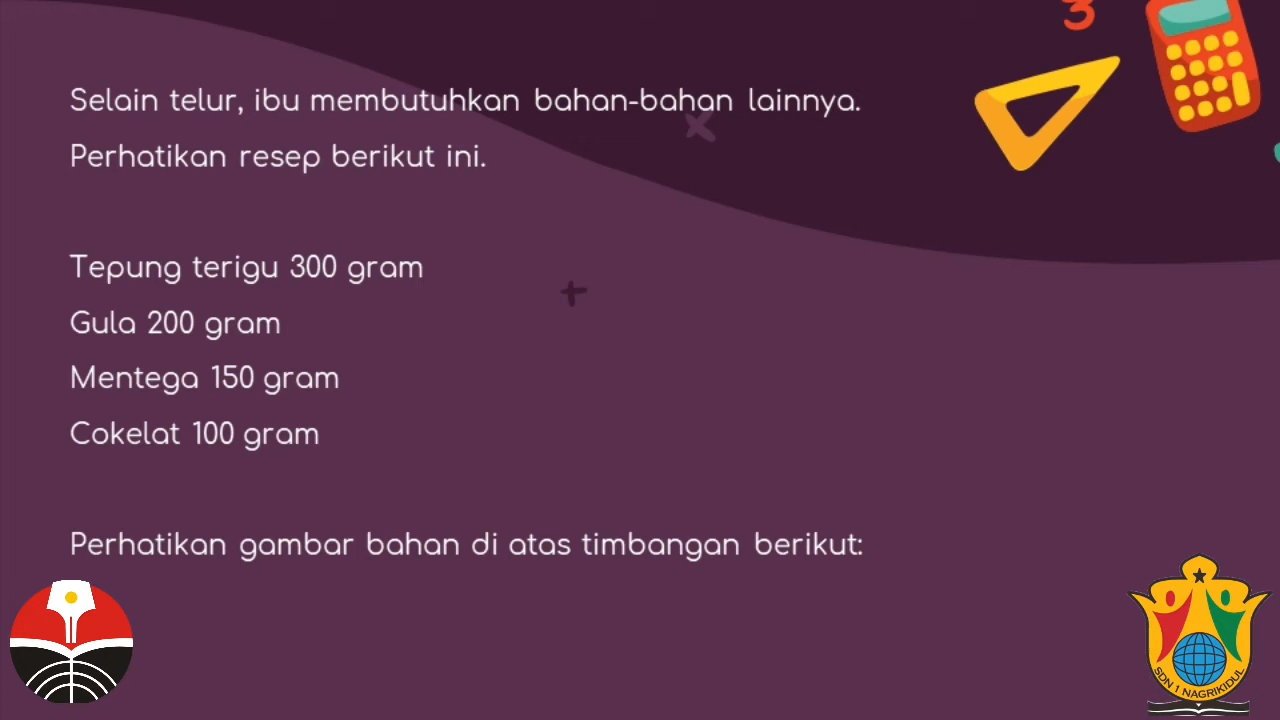 3
Selain telur, ibu membutuhkan bahan-bahan lainnya.
Perhatikan resep berikut ini.
Tepung terigu 300 gram
Gula 200 gram
Mentega 150 gram
Cokelat 100 gram
Perhatikan gambar bahan di atas timbangan berikut:
SDN 1 NAGRIKIDUL